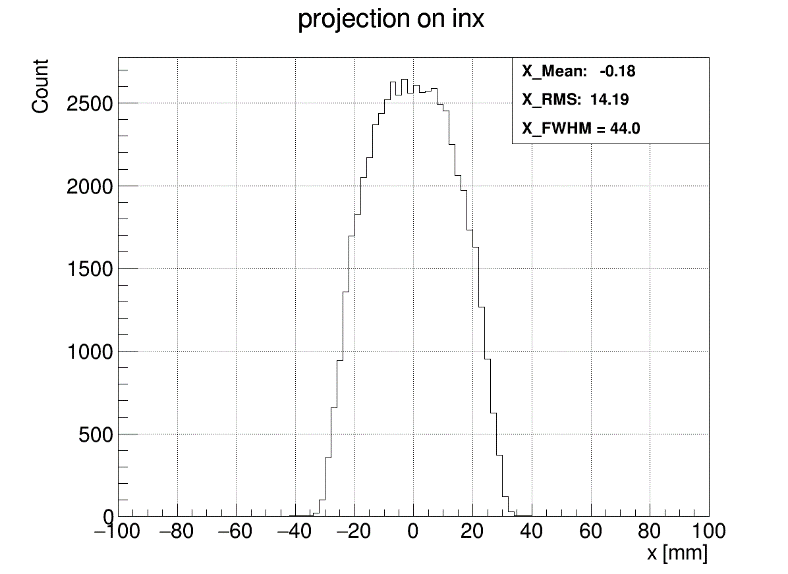 projection on inx
Count
X_Mean: -0.18
X_RMS: 14.19
X_FWHM = 44.0
2500
2000
1500
1000
500
0
−100 −80 −60 −40 −20 0 20 40 60 80 100
x [mm]